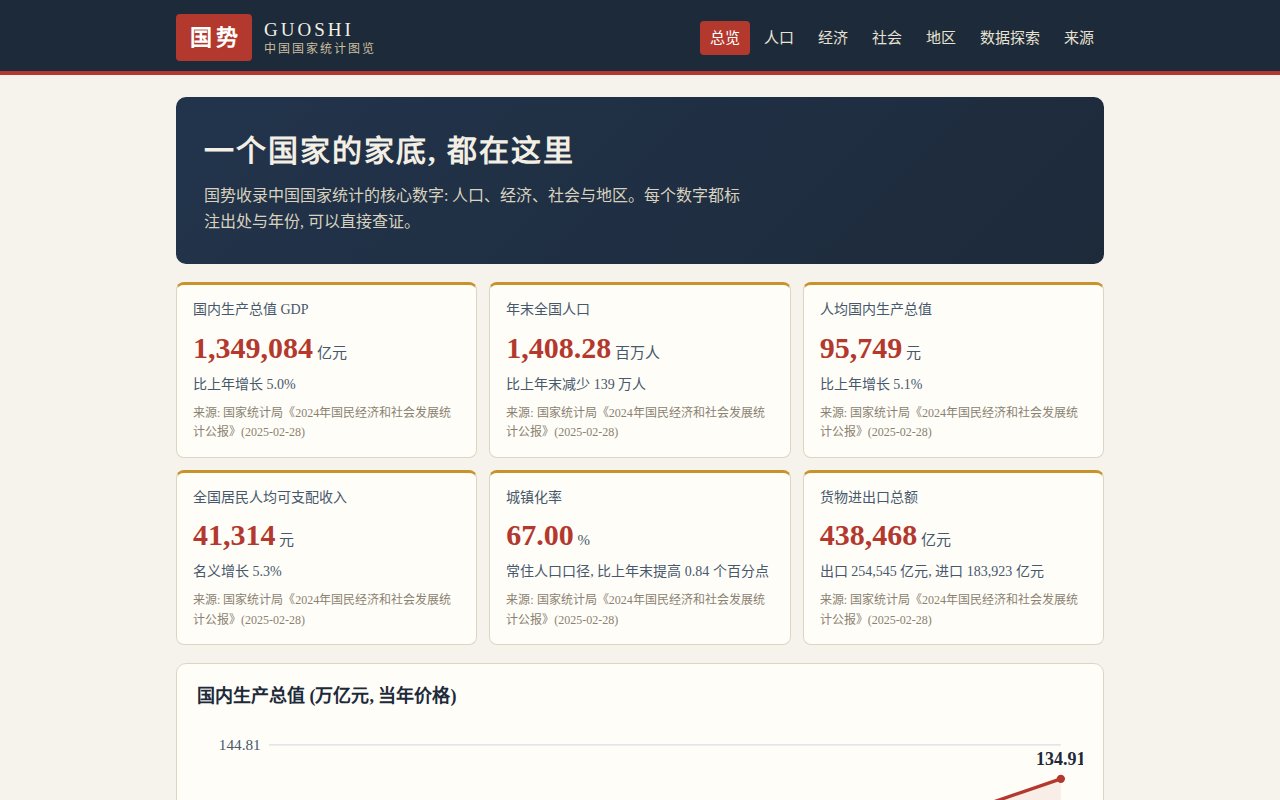 国势
GUOSHI
中国国家统计图览
总览 人口 经济 社会 地区 数据探索 来源
一个国家的家底, 都在这里
国势收录中国国家统计的核心数字: 人口、经济、社会与地区。每个数字都标
注出处与年份, 可以直接查证。
国内生产总值 GDP
1,349,084 亿元
比上年增长 5.0%
来源: 国家统计局《2024年国民经济和社会发展统
计公报》(2025-02-28)
年末全国人口
1,408.28 百万人
比上年末减少 139 万人
来源: 国家统计局《2024年国民经济和社会发展统
计公报》(2025-02-28)
人均国内生产总值
95,749 元
比上年增长 5.1%
来源: 国家统计局《2024年国民经济和社会发展统
计公报》(2025-02-28)
全国居民人均可支配收入
41,314 元
名义增长 5.3%
来源: 国家统计局《2024年国民经济和社会发展统
计公报》(2025-02-28)
城镇化率
67.00 %
常住人口口径, 比上年末提高 0.84 个百分点
来源: 国家统计局《2024年国民经济和社会发展统
计公报》(2025-02-28)
货物进出口总额
438,468 亿元
出口 254,545 亿元, 进口 183,923 亿元
来源: 国家统计局《2024年国民经济和社会发展统
计公报》(2025-02-28)
国内生产总值 (万亿元, 当年价格)
144.81
134.91